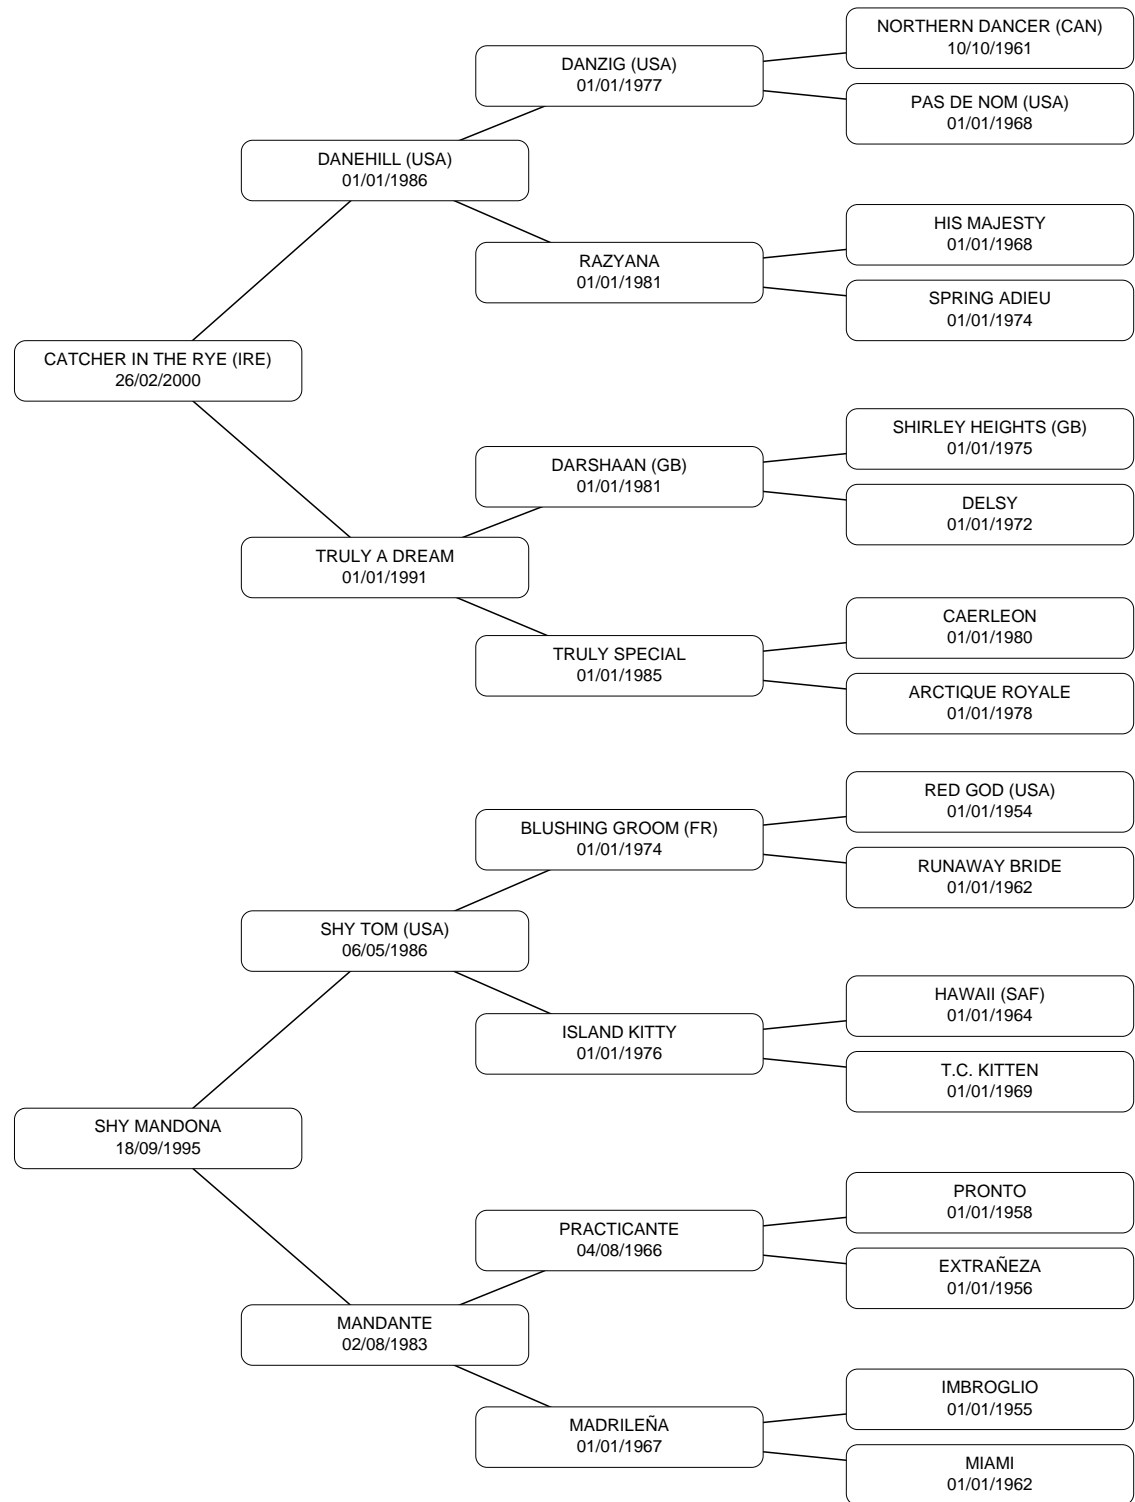 NORTHERN DANCER (CAN)
10/10/1961
DANZIG (USA)
01/01/1977
PAS DE NOM (USA)
01/01/1968
DANEHILL (USA)
01/01/1986
HIS MAJESTY
01/01/1968
RAZYANA
01/01/1981
SPRING ADIEU
01/01/1974
CATCHER IN THE RYE (IRE)
26/02/2000
SHIRLEY HEIGHTS (GB)
01/01/1975
DARSHAAN (GB)
01/01/1981
DELSY
01/01/1972
TRULY A DREAM
01/01/1991
CAERLEON
01/01/1980
TRULY SPECIAL
01/01/1985
ARCTIQUE ROYALE
01/01/1978
RED GOD (USA)
01/01/1954
BLUSHING GROOM (FR)
01/01/1974
RUNAWAY BRIDE
01/01/1962
SHY TOM (USA)
06/05/1986
HAWAII (SAF)
01/01/1964
ISLAND KITTY
01/01/1976
T.C. KITTEN
01/01/1969
SHY MANDONA
18/09/1995
PRONTO
01/01/1958
PRACTICANTE
04/08/1966
EXTRAÑEZA
01/01/1956
MANDANTE
02/08/1983
IMBROGLIO
01/01/1955
MADRILEÑA
01/01/1967
MIAMI
01/01/1962